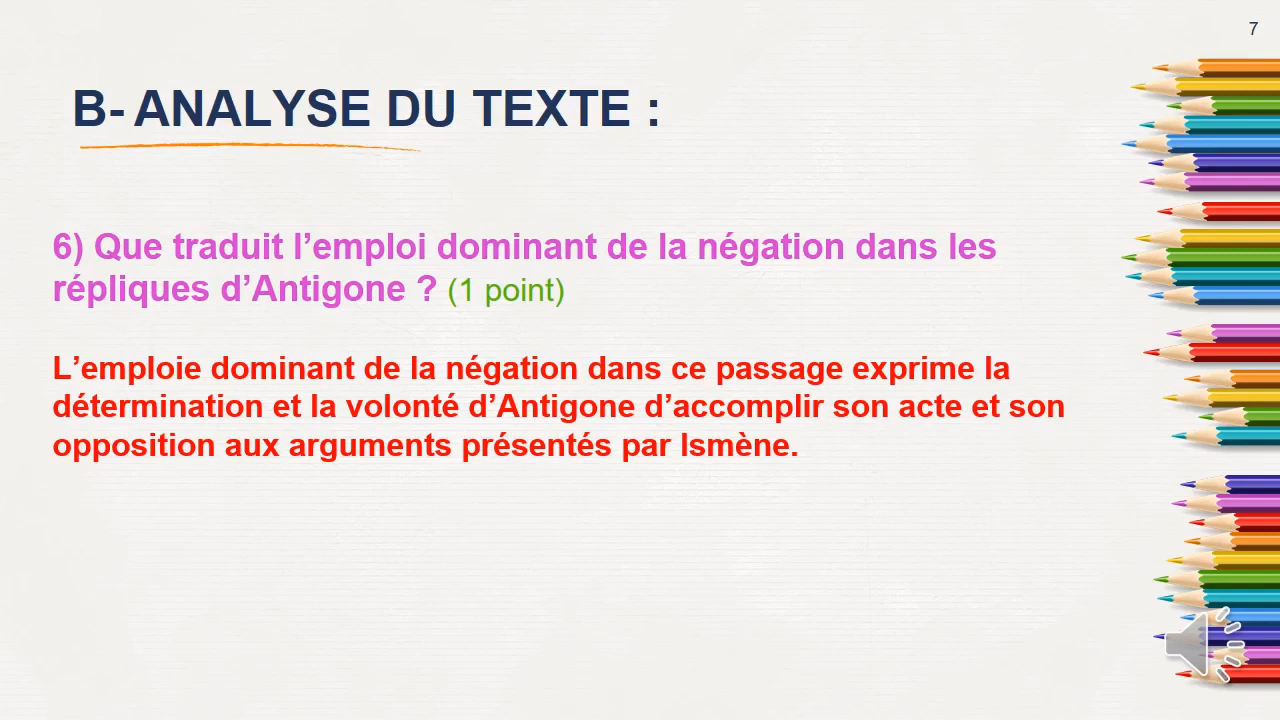 7
B- ANALYSE DU TEXTE :
6) Que traduit l’emploi dominant de la négation dans les
répliques d’Antigone ? (1 point)
L’emploie dominant de la négation dans ce passage exprime la
détermination et la volonté d’Antigone d’accomplir son acte et son
opposition aux arguments présentés par Ismène.